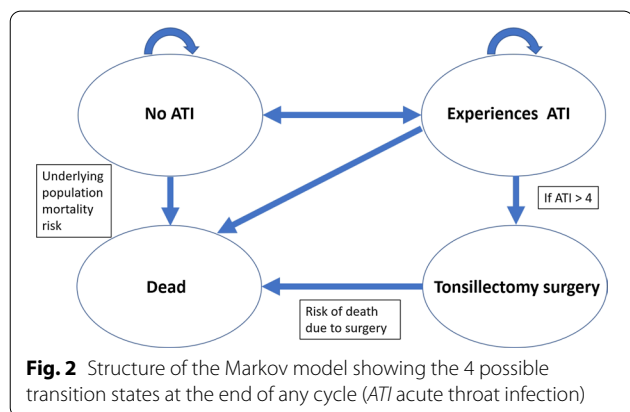 No ATI
Experiences ATI
Underlying
population
mortality
risk
If ATI > 4
Dead
Tonsillectomy surgery
Risk of death
due to surgery
Fig. 2 Structure of the Markov model showing the 4 possible
transition states at the end of any cycle (ATI acute throat infection)